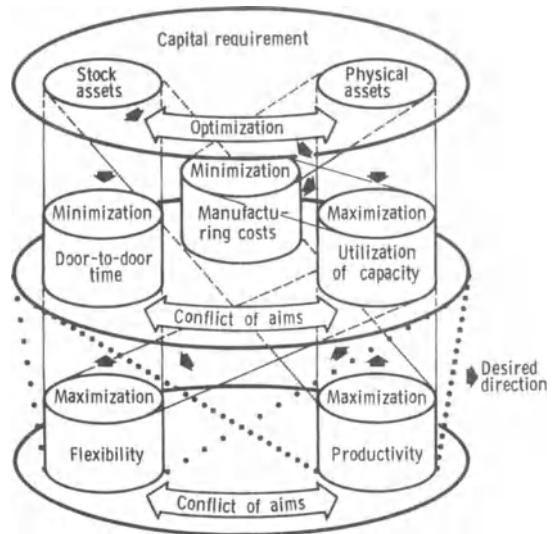 Capital requirement
Stock
assets
Physical
assets
Optimization
Minimization
Manufactu-
ring costs
Minimization
Door-to-door
time
Maximization
Utilization
of capacity
Conflict of aims
Desired
direction
Maximization
Flexibility
Maximization
Productivity
Conflict of aims